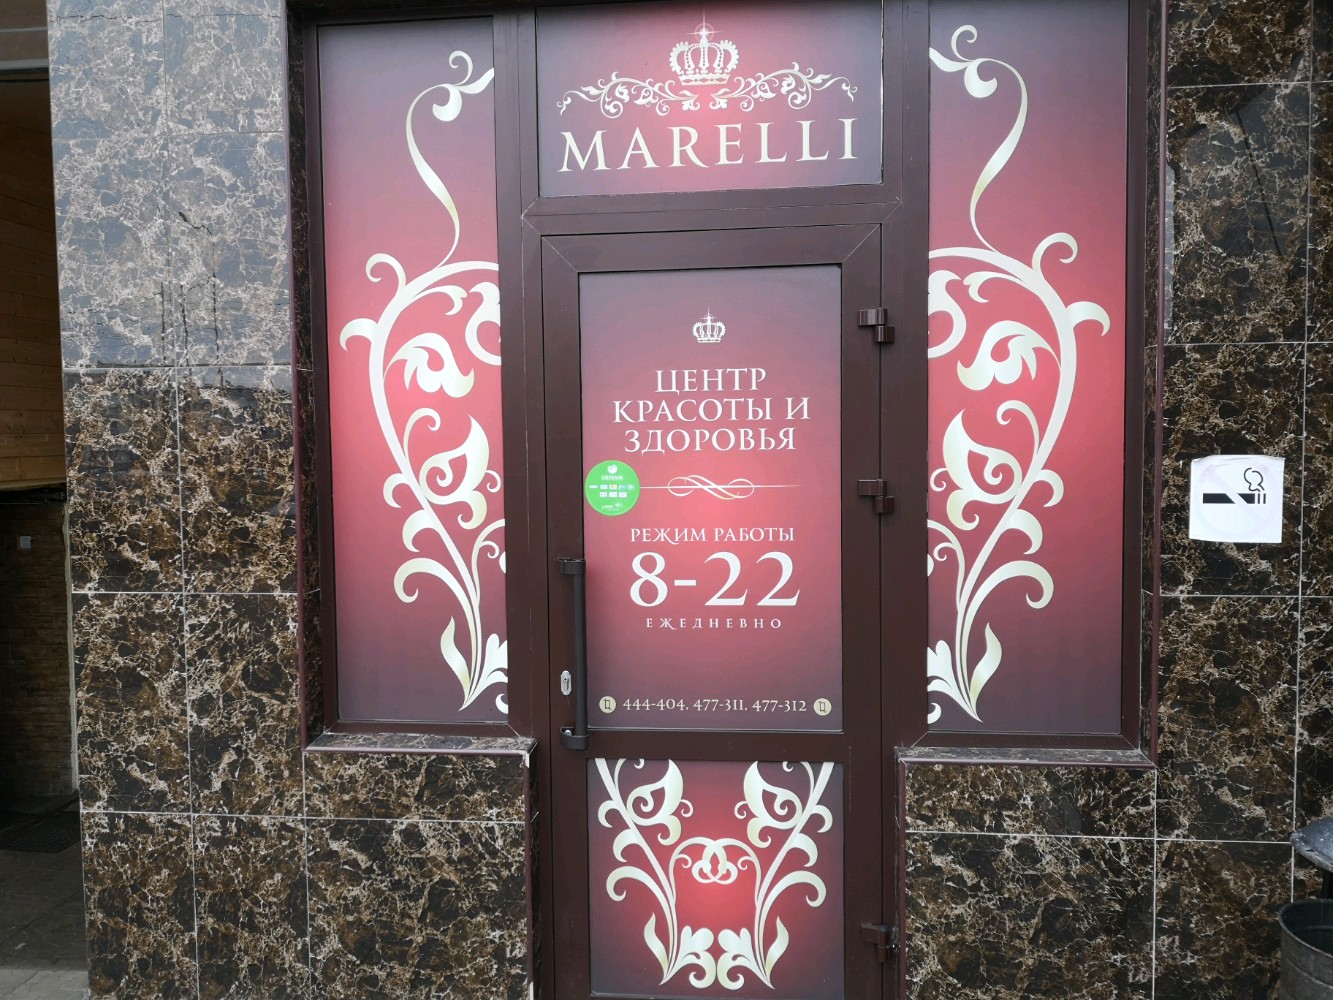 MARELLI
ЦЕНТР
КРАСОТЫ И
ЗДОРОВЬЯ
РЕЖИМ РАБОТЫ
8-22
ЕЖЕДНЕВНО
444-404, 477-311, 477-312